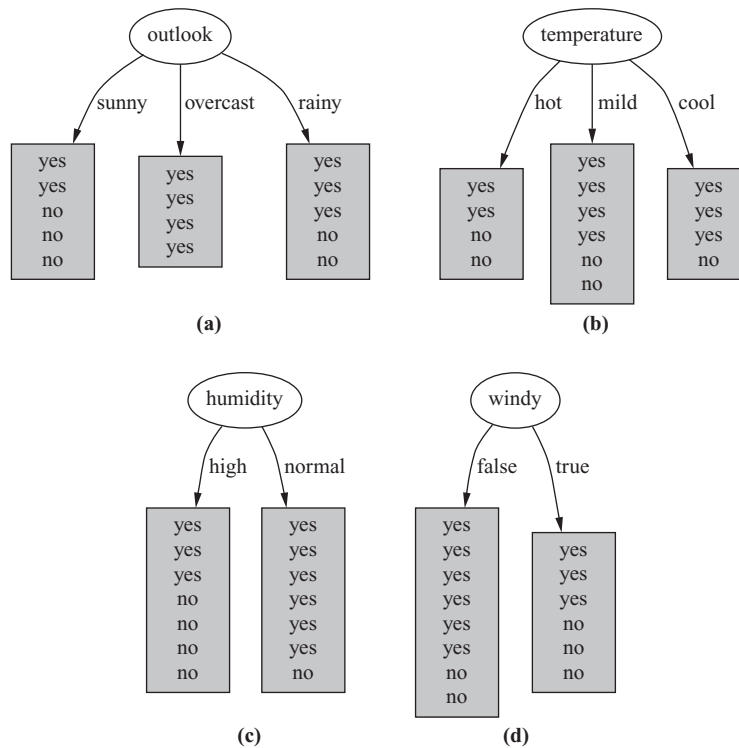 outlook
sunny
overcast
rainy
yes
yes
no
no
no
yes
yes
yes
yes
yes
yes
yes
no
no
(a)
temperature
hot
mild
cool
yes
yes
no
no
yes
yes
yes
yes
no
no
yes
yes
yes
no
(b)
humidity
high
normal
yes
yes
yes
no
no
no
no
yes
yes
yes
yes
yes
yes
no
(c)
windy
false
true
yes
yes
yes
yes
yes
yes
no
no
yes
yes
yes
no
no
no
(d)